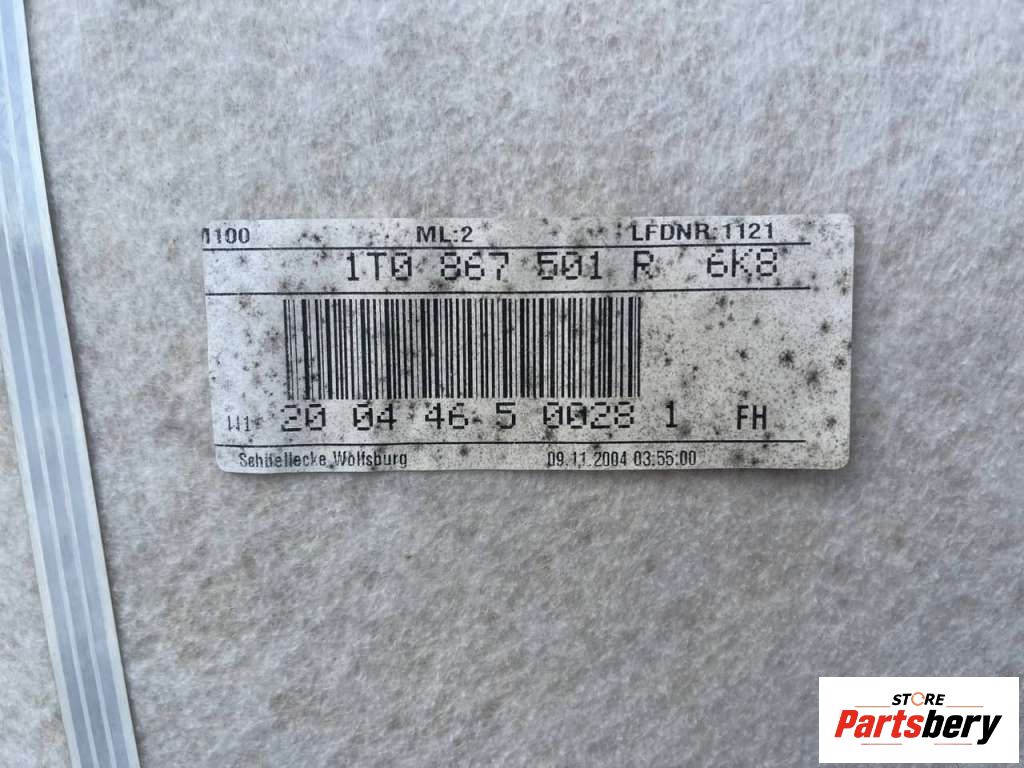 M100 ML:2 LFDNR:1121
1T0 867 501 R 6K8
20 04 46 5 0028 1 FH
Schnellecke Wolfsburg 09.11.2004 03:55:00
STORE
Partsbery